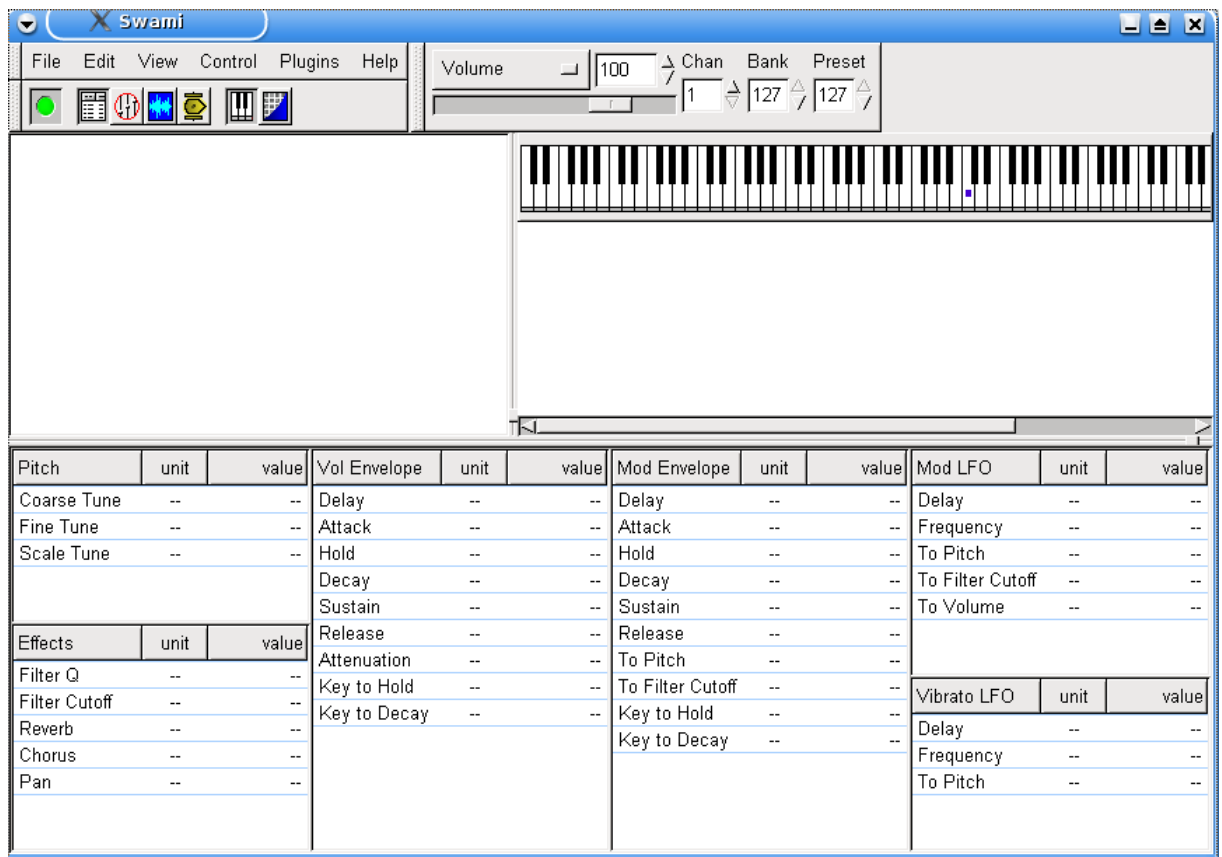 Swami
File Edit View Control Plugins Help
Volume 100 Chan Bank Preset
1 127 127
Pitch unit value
Coarse Tune -- --
Fine Tune -- --
Scale Tune -- --
Effects unit value
Filter Q -- --
Filter Cutoff -- --
Reverb -- --
Chorus -- --
Pan -- --
Vol Envelope unit value
Delay -- --
Attack -- --
Hold -- --
Decay -- --
Sustain -- --
Release -- --
Attenuation -- --
Key to Hold -- --
Key to Decay -- --
Mod Envelope unit value
Delay -- --
Attack -- --
Hold -- --
Decay -- --
Sustain -- --
Release -- --
To Pitch -- --
To Filter Cutoff -- --
Key to Hold -- --
Key to Decay -- --
Mod LFO unit value
Delay -- --
Frequency -- --
To Pitch -- --
To Filter Cutoff -- --
To Volume -- --
Vibrato LFO unit value
Delay -- --
Frequency -- --
To Pitch -- --